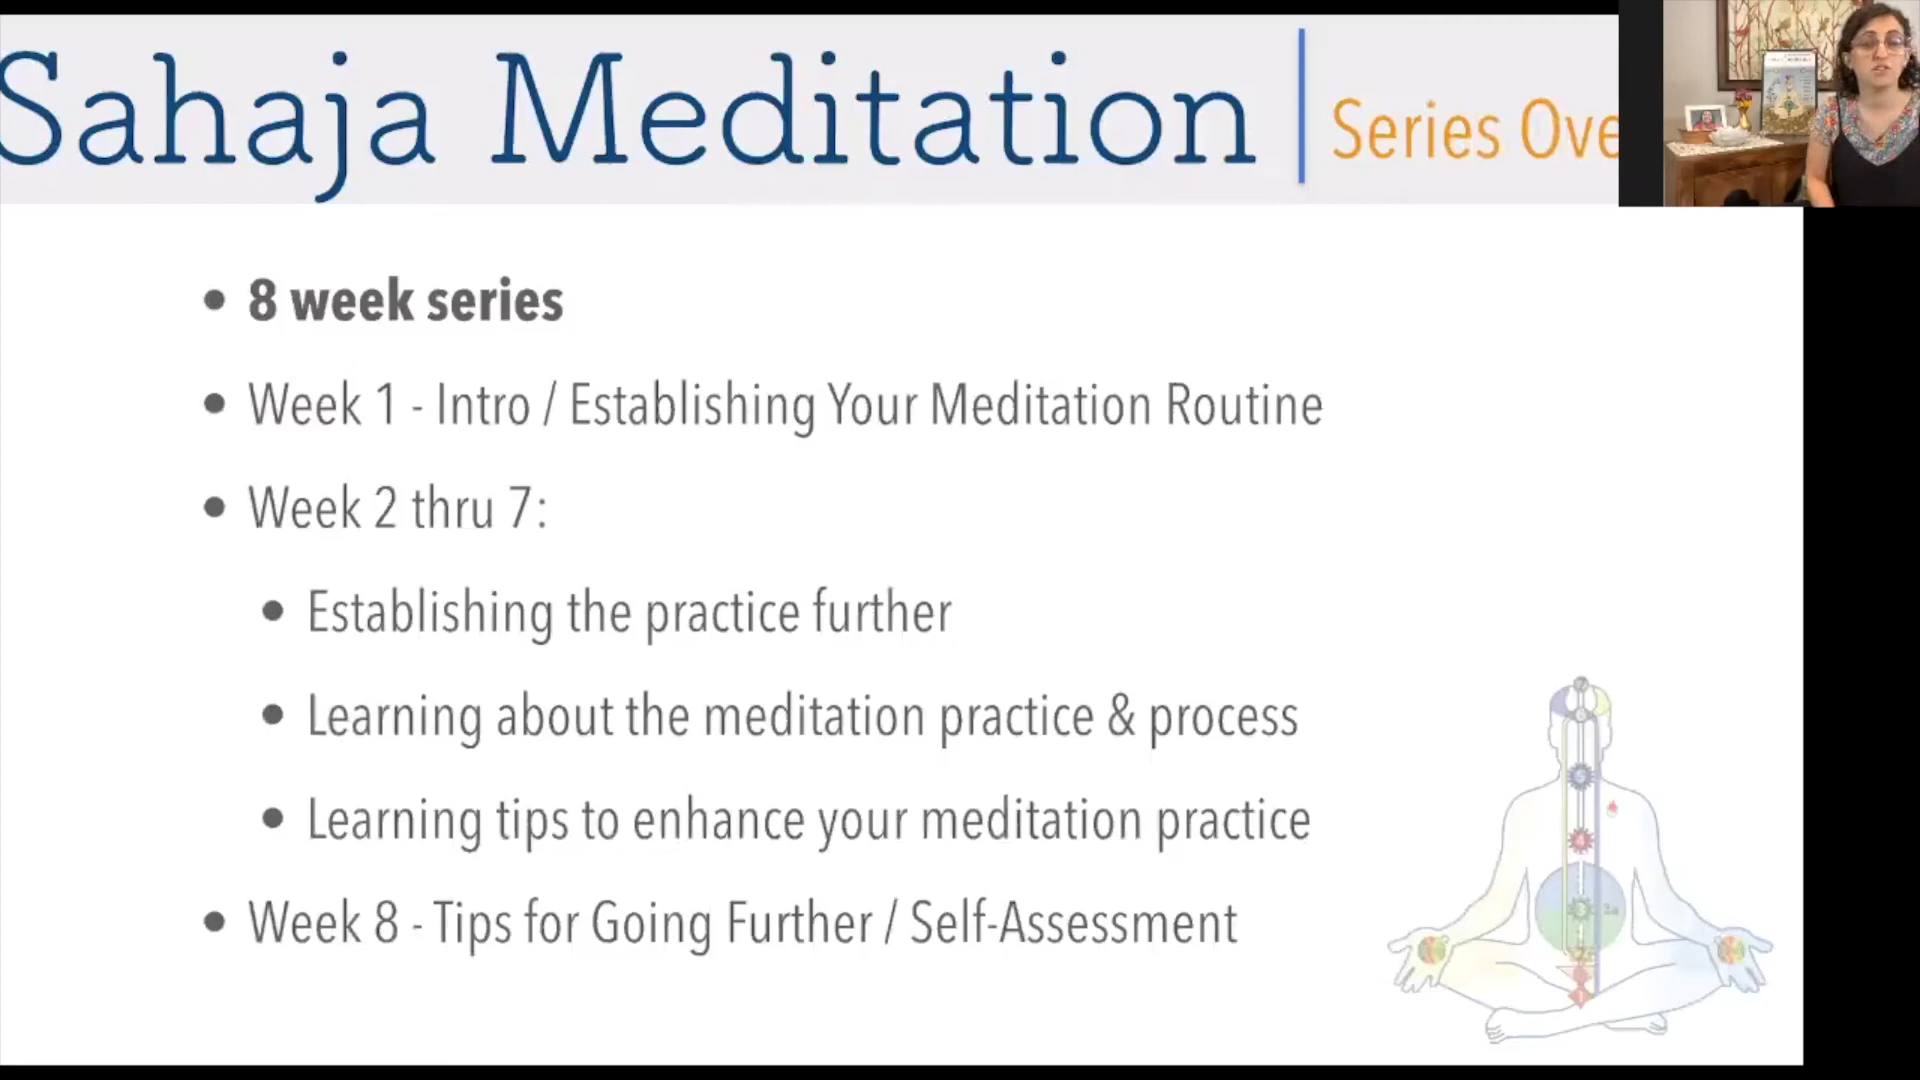 Sahaja Meditation
Series Ove
• 8 week series
• Week 1 - Intro / Establishing Your Meditation Routine
• Week 2 thru 7:
• Establishing the practice further
• Learning about the meditation practice & process
• Learning tips to enhance your meditation practice
• Week 8 - Tips for Going Further / Self-Assessment